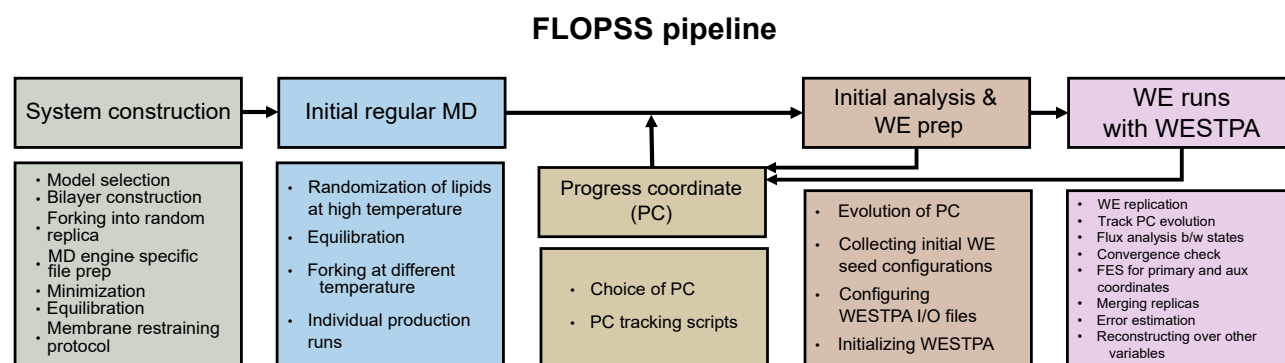 FLOPSS pipeline
System construction
Initial regular MD
Initial analysis &
WE prep
WE runs
with WESTPA
Progress coordinate
(PC)
· Model selection
· Bilayer construction
· Forking into random
replica
· MD engine specific
file prep
· Minimization
· Equilibration
· Membrane restraining
protocol
· Randomization of lipids
at high temperature
· Equilibration
· Forking at different
temperature
· Individual production
runs
· Choice of PC
· PC tracking scripts
· Evolution of PC
· Collecting initial WE
seed configurations
· Configuring
WESTPA I/O files
· Initializing WESTPA
· WE replication
· Track PC evolution
· Flux analysis b/w states
· Convergence check
· FES for primary and aux
coordinates
· Merging replicas
· Error estimation
· Reconstructing over other
variables